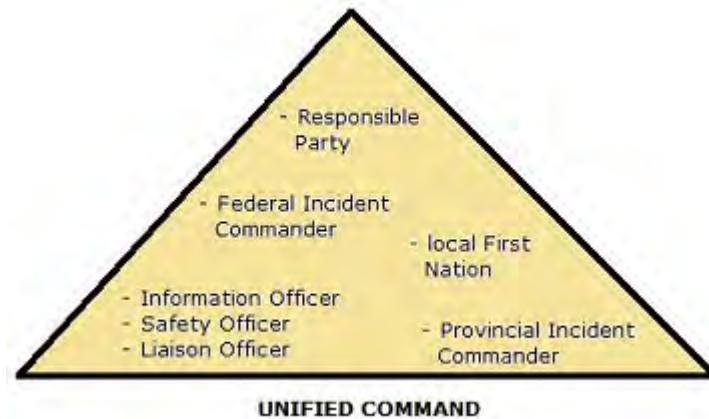 - Responsible
Party
- Federal Incident
Commander
- local First
Nation
- Information Officer
- Safety Officer
- Liaison Officer
- Provincial Incident
Commander
UNIFIED COMMAND